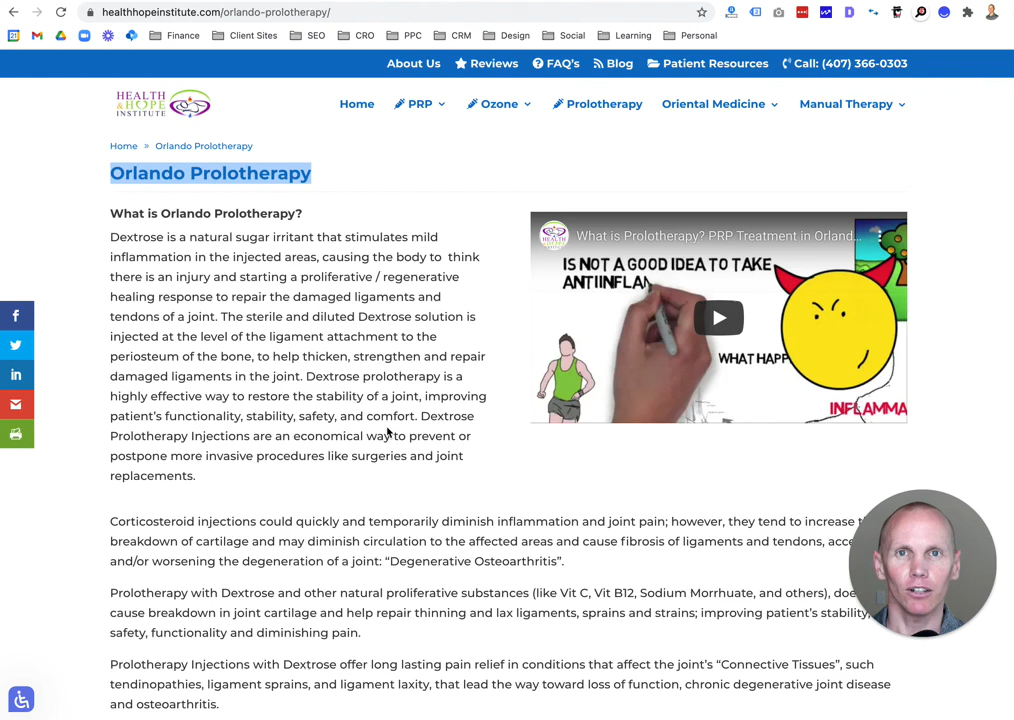 healthhopeinstitute.com/orlando-prolotherapy/
Finance Client Sites SEO CRO PPC CRM Design Social Learning Personal
About Us Reviews FAQ's Blog Patient Resources Call: (407) 366-0303
HEALTH
& HOPE
INSTITUTE
Home PRP Ozone Prolotherapy Oriental Medicine Manual Therapy
Home » Orlando Prolotherapy
Orlando Prolotherapy
What is Orlando Prolotherapy?
Dextrose is a natural sugar irritant that stimulates mild
inflammation in the injected areas, causing the body to think
there is an injury and starting a proliferative / regenerative
healing response to repair the damaged ligaments and
tendons of a joint. The sterile and diluted Dextrose solution is
injected at the level of the ligament attachment to the
periosteum of the bone, to help thicken, strengthen and repair
damaged ligaments in the joint. Dextrose prolotherapy is a
highly effective way to restore the stability of a joint, improving
patient's functionality, stability, safety, and comfort. Dextrose
Prolotherapy Injections are an economical way to prevent or
postpone more invasive procedures like surgeries and joint
replacements.
What is Prolotherapy? PRP Treatment in Orland...
IS NOT A GOOD IDEA TO TAKE
ANTIINFLAM
WHAT HAPP
INFLAMMA
Corticosteroid injections could quickly and temporarily diminish inflammation and joint pain; however, they tend to increase
breakdown of cartilage and may diminish circulation to the affected areas and cause fibrosis of ligaments and tendons, acce
and/or worsening the degeneration of a joint: “Degenerative Osteoarthritis”.
Prolotherapy with Dextrose and other natural proliferative substances (like Vit C, Vit B12, Sodium Morrhuate, and others), doe
cause breakdown in joint cartilage and help repair thinning and lax ligaments, sprains and strains; improving patient's stability,
safety, functionality and diminishing pain.
Prolotherapy Injections with Dextrose offer long lasting pain relief in conditions that affect the joint's “Connective Tissues”, such
tendinopathies, ligament sprains, and ligament laxity, that lead the way toward loss of function, chronic degenerative joint disease
and osteoarthritis.